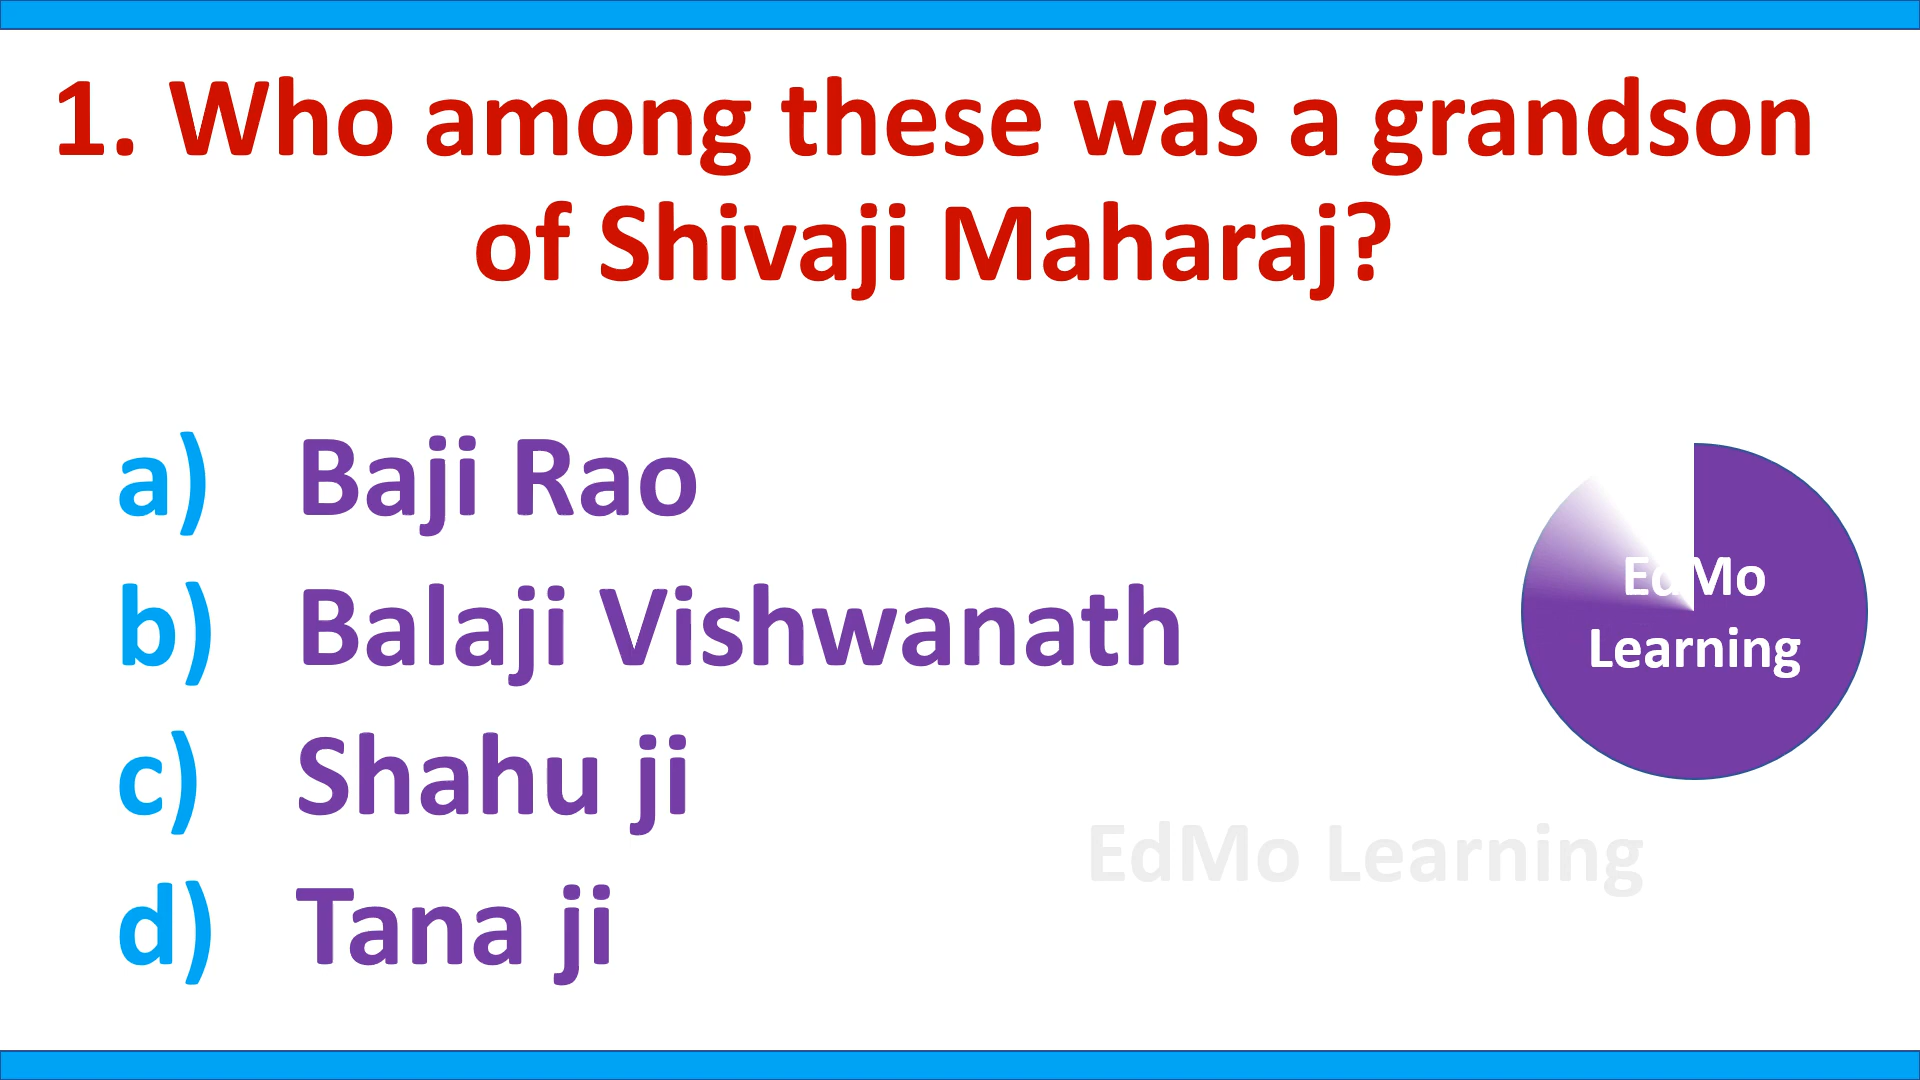 1. Who among these was a grandson
of Shivaji Maharaj?
a) Baji Rao
b) Balaji Vishwanath
c) Shahu ji
d) Tana ji
EdMo
Learning
EdMo Learning